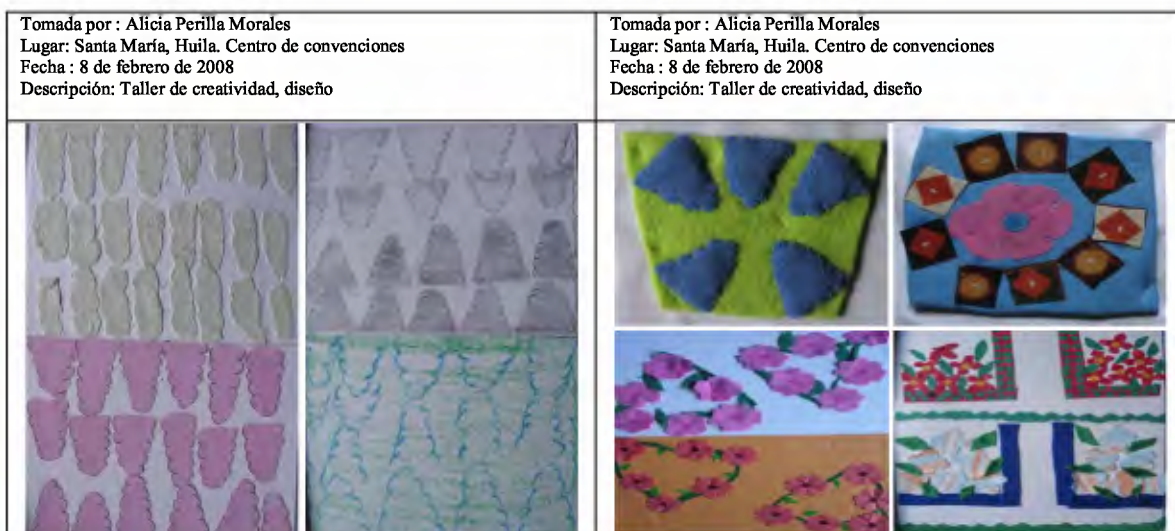 Tomada por : Alicia Perilla Morales
Lugar: Santa María, Huila. Centro de convenciones
Fecha : 8 de febrero de 2008
Descripción: Taller de creatividad, diseño
Tomada por : Alicia Perilla Morales
Lugar: Santa María, Huila. Centro de convenciones
Fecha : 8 de febrero de 2008
Descripción: Taller de creatividad, diseño